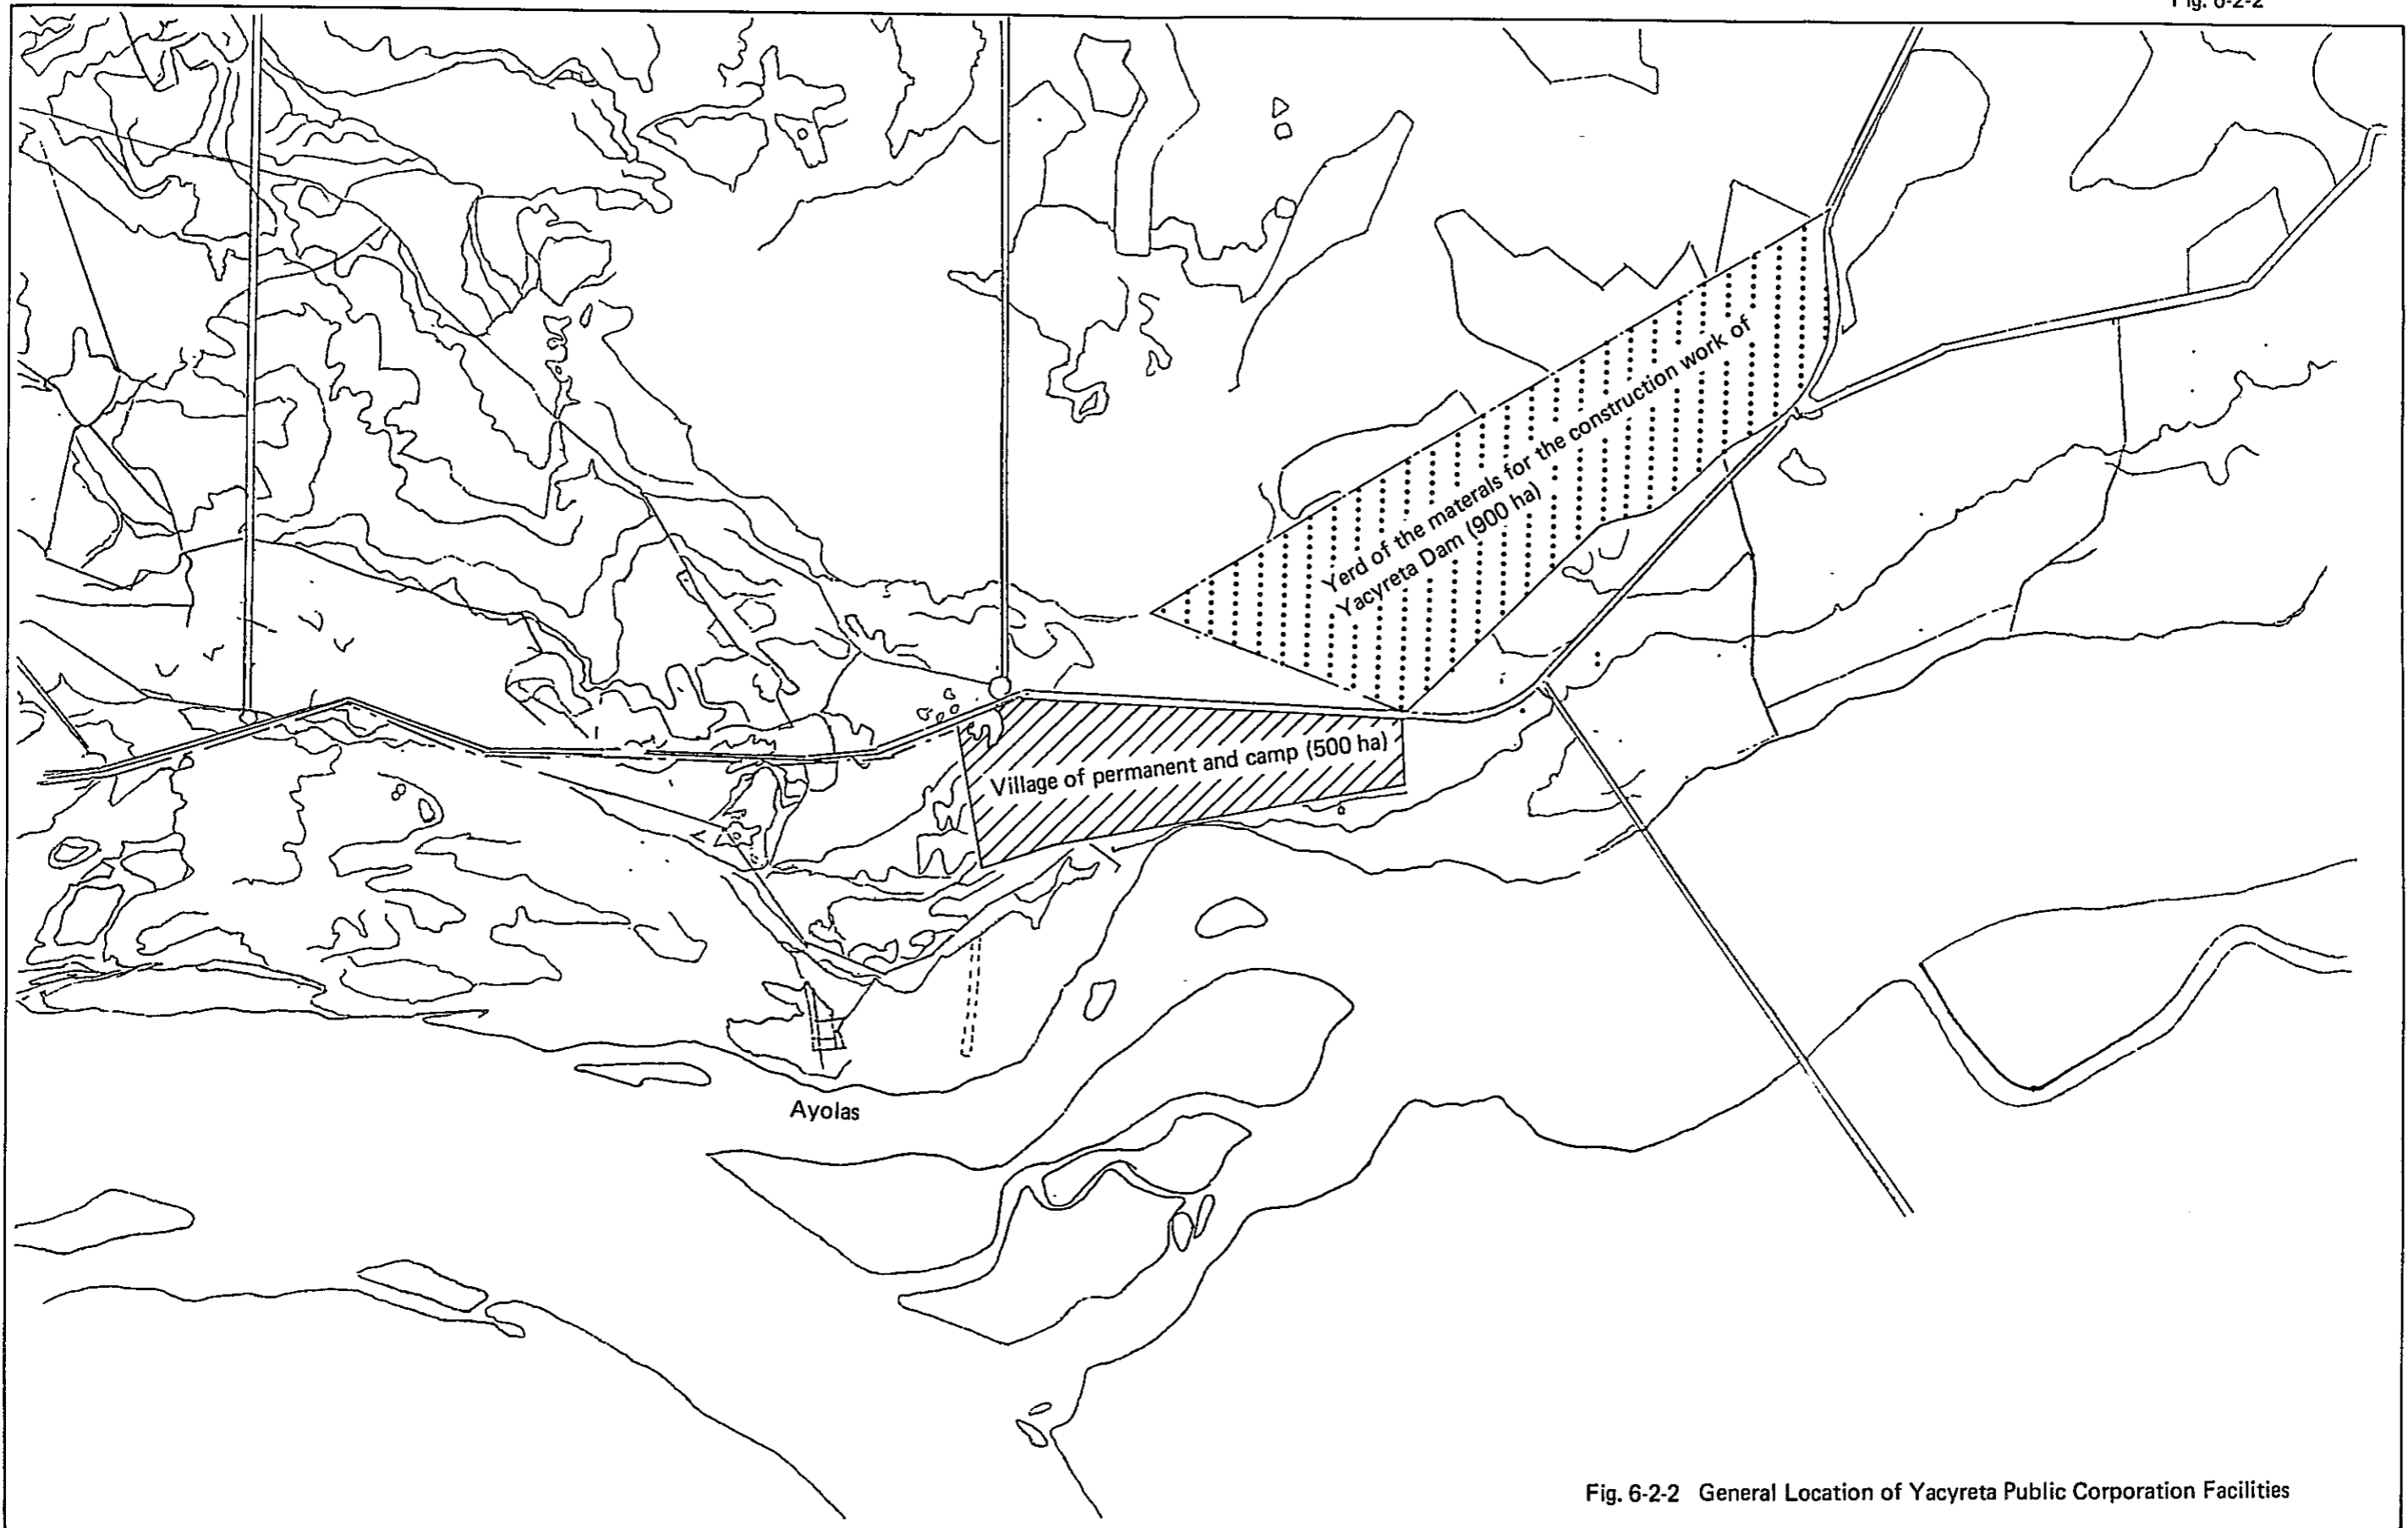 Fig. 6-2-2
Yerd of the materals for the construction work of
Yacyreta Dam (900 ha)
Village of permanent and camp (500 ha)
Ayolas
Fig. 6-2-2 General Location of Yacyreta Public Corporation Facilities